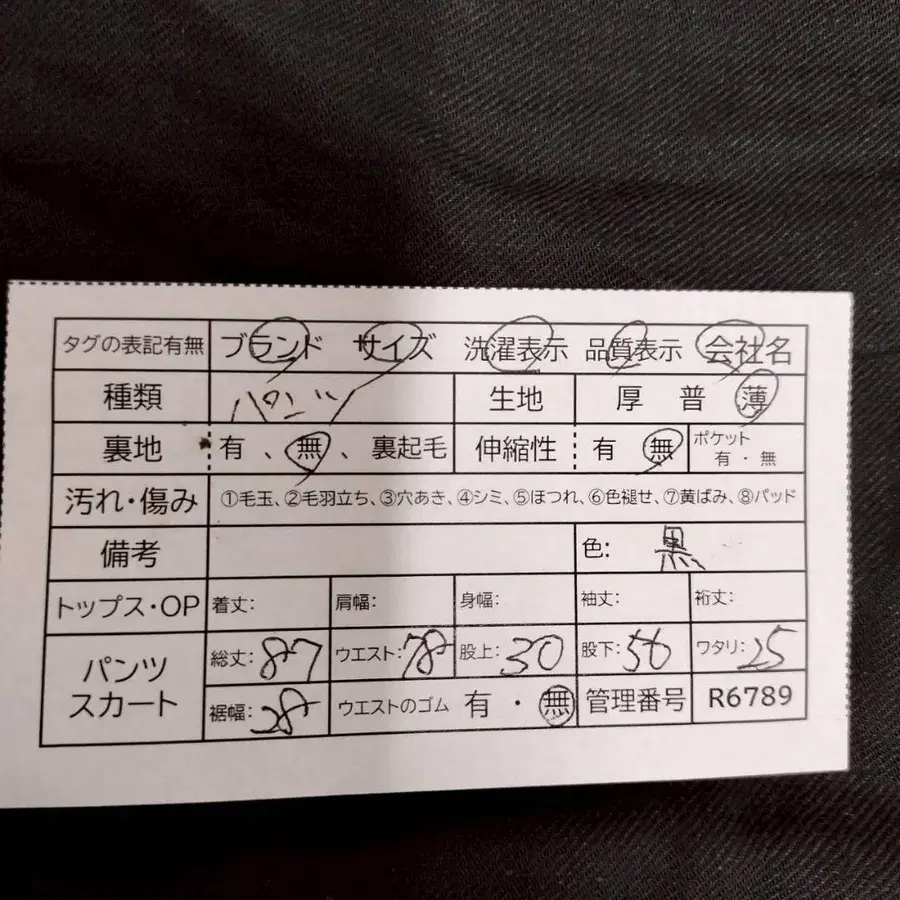 タグの表記有無 ブランド サイズ 洗濯表示 品質表示 会社名
種類 パンツ 生地 厚 普 薄
裏地 有 、 無 、 裏起毛 伸縮性 有 無 ポケット 有 ・ 無
汚れ・傷み ①毛玉、②毛羽立ち、③穴あき、④シミ、⑤ほつれ、⑥色褪せ、⑦黄ばみ、⑧パッド
備考 色: 黒
トップス・OP 着丈: 肩幅: 身幅: 袖丈: 裄丈:
パンツ スカート 総丈: 87 ウエスト: 78 股上: 30 股下: 56 ワタリ: 25
裾幅: 28 ウエストのゴム 有 ・ 無 管理番号 R6789